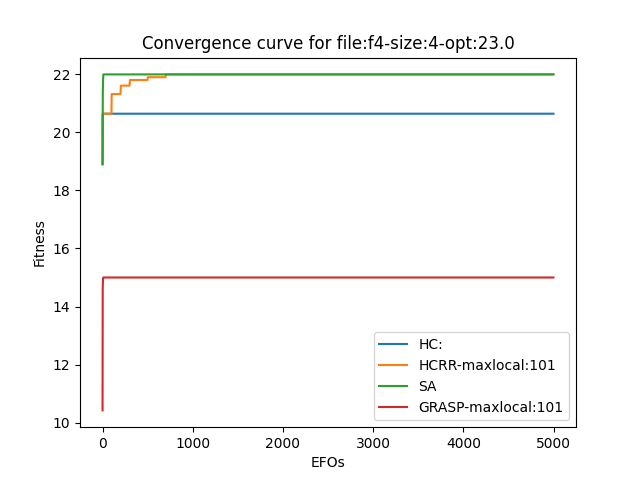 Convergence curve for file:f4-size:4-opt:23.0
Fitness
22
20
18
16
14
12
10
0 1000 2000 3000 4000 5000
EFOs
HC:
HCRR-maxlocal:101
SA
GRASP-maxlocal:101